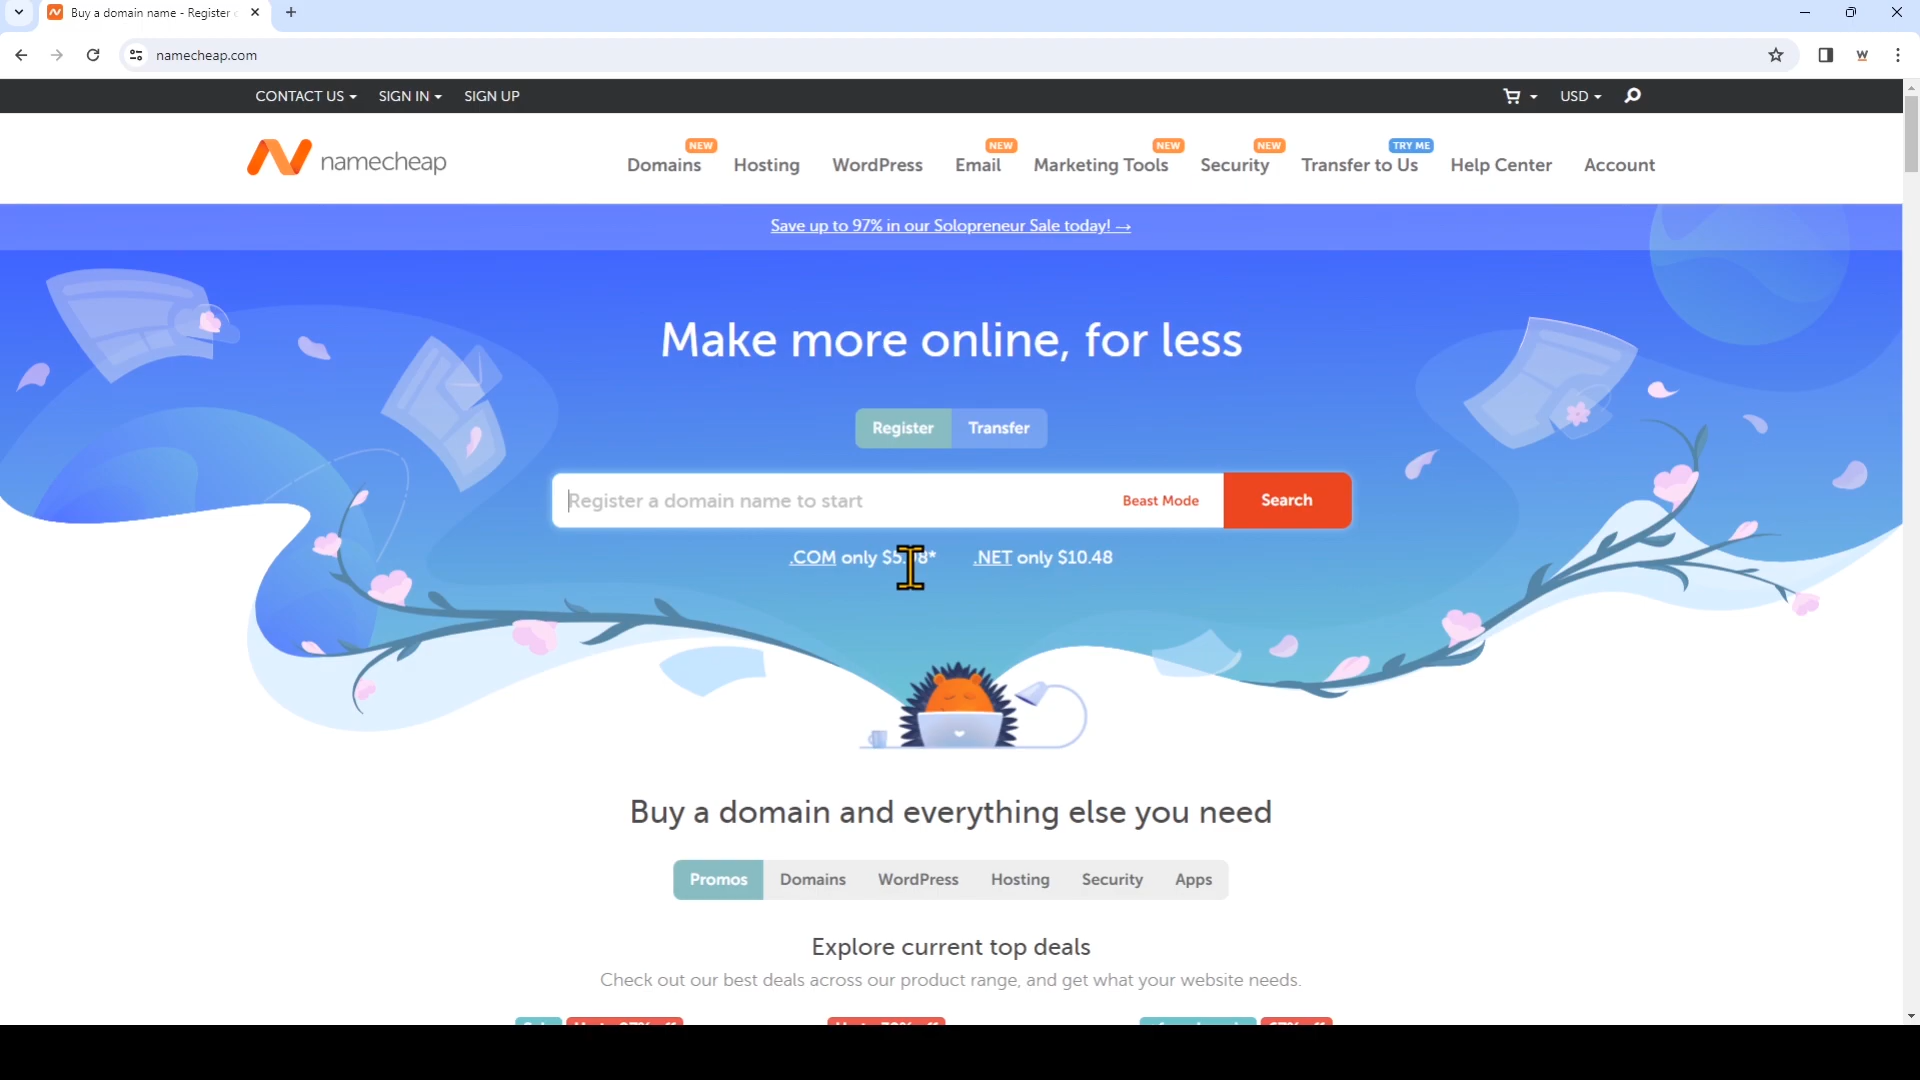 Buy a domain name - Register
namecheap.com
CONTACT US SIGN IN SIGN UP
USD
namecheap
NEW NEW NEW NEW TRY ME
Domains Hosting WordPress Email Marketing Tools Security Transfer to Us Help Center Account
Save up to 97% in our Solopreneur Sale today! →
Make more online, for less
Register Transfer
Register a domain name to start Beast Mode Search
.COM only .NET only $10.48
Buy a domain and everything else you need
Promos Domains WordPress Hosting Security Apps
Explore current top deals
Check out our best deals across our product range, and get what your website needs.